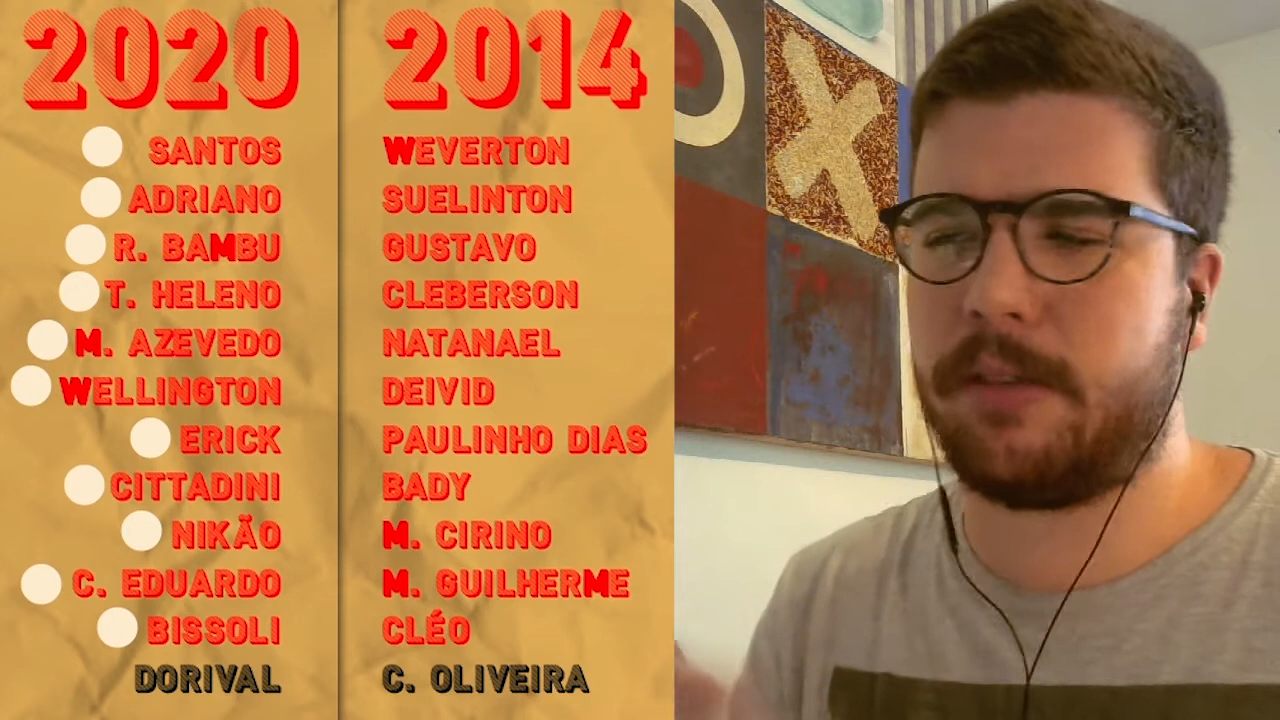 2020 2014
SANTOS WEVERTON
ADRIANO SUELINTON
R. BAMBU GUSTAVO
T. HELENO CLEBERSON
M. AZEVEDO NATANAEL
WELLINGTON DEIVID
ERICK PAULINHO DIAS
CITTADINI BADY
NIKÃO M. CIRINO
C. EDUARDO M. GUILHERME
BISSOLI CLÉO
DORIVAL C. OLIVEIRA